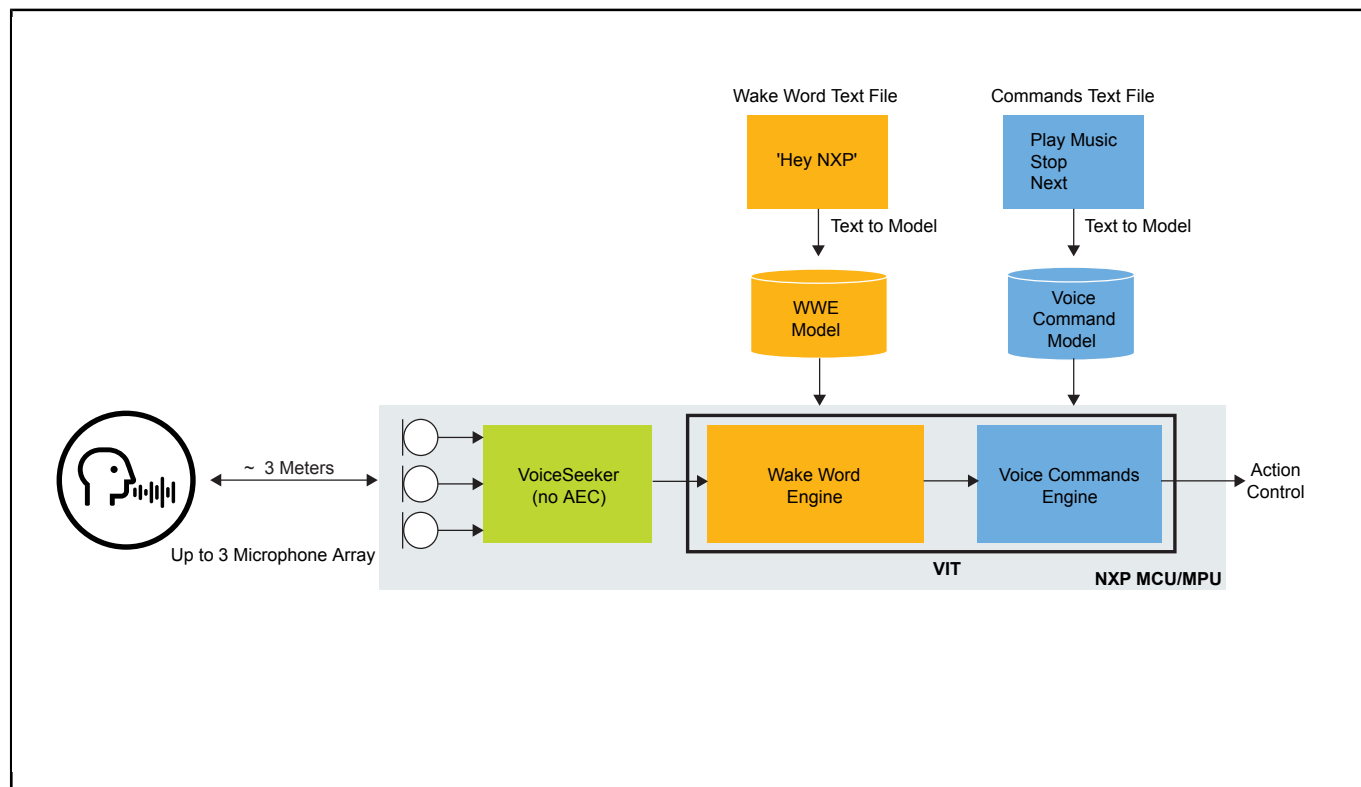 Wake Word Text File
Commands Text File
'Hey NXP'
Play Music
Stop
Next
Text to Model
Text to Model
WWE
Model
Voice
Command
Model
~ 3 Meters
Up to 3 Microphone Array
VoiceSeeker
(no AEC)
Wake Word
Engine
Voice Commands
Engine
Action
Control
VIT
NXP MCU/MPU